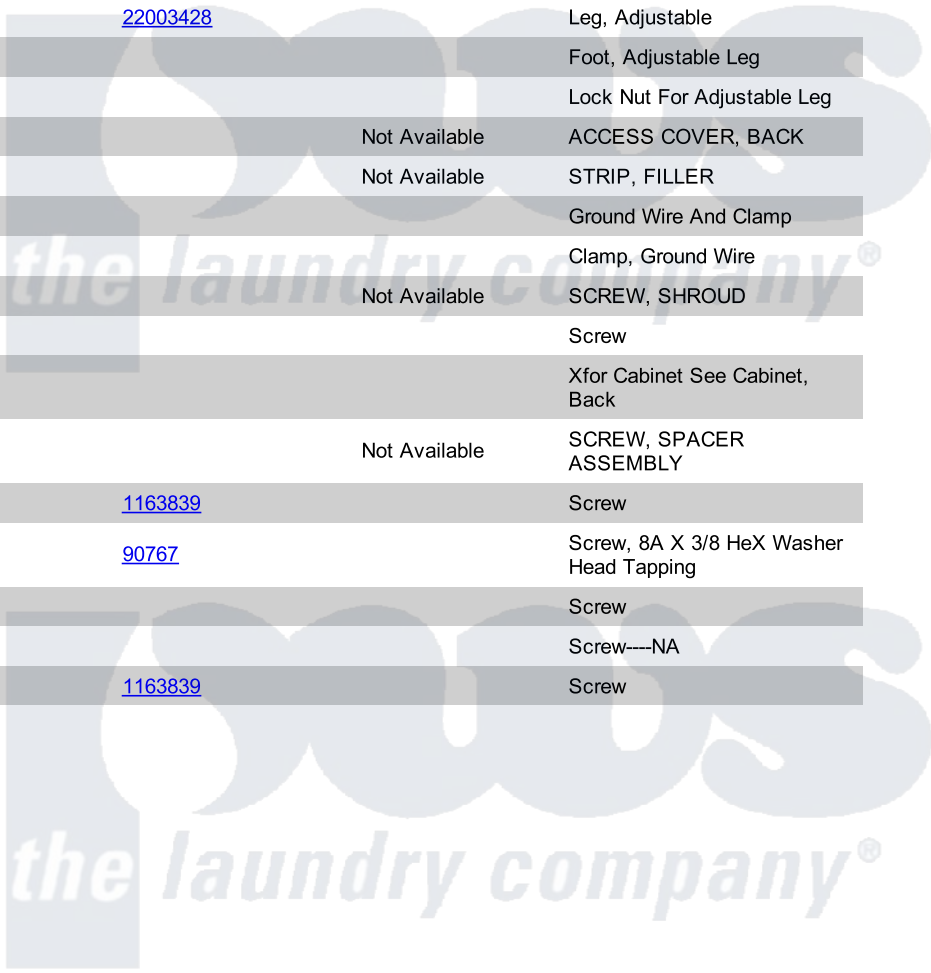 22003428 Leg, Adjustable
Foot, Adjustable Leg
Lock Nut For Adjustable Leg
Not Available ACCESS COVER, BACK
Not Available STRIP, FILLER
Ground Wire And Clamp
Clamp, Ground Wire
Not Available SCREW, SHROUD
Screw
Xfor Cabinet See Cabinet,
Back
Not Available SCREW, SPACER
ASSEMBLY
1163839 Screw
90767 Screw, 8A X 3/8 HeX Washer
Head Tapping
Screw
Screw----NA
1163839 Screw
pws
the laundry company®
pws
the laundry company®